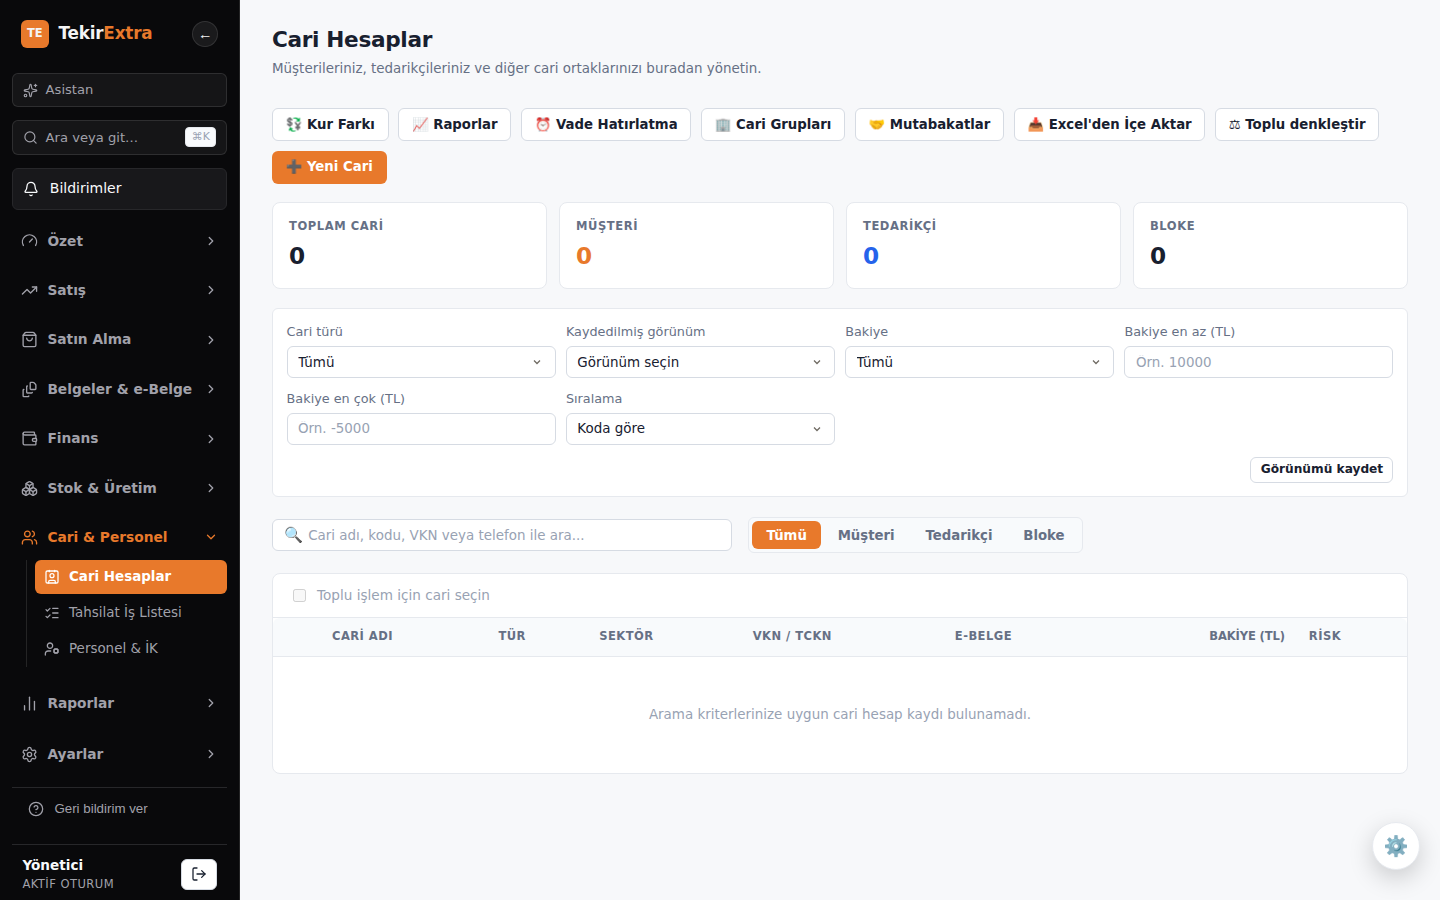 TE TekirExtra ←
Asistan
Ara veya git... ⌘K
Bildirimler
Özet
Satış
Satın Alma
Belgeler & e-Belge
Finans
Stok & Üretim
Cari & Personel
Cari Hesaplar
Tahsilat İş Listesi
Personel & İK
Raporlar
Ayarlar
Geri bildirim ver
Yönetici
AKTİF OTURUM
Cari Hesaplar
Müşterileriniz, tedarikçileriniz ve diğer cari ortaklarınızı buradan yönetin.
💱 Kur Farkı 📈 Raporlar ⏰ Vade Hatırlatma 🏢 Cari Grupları 🤝 Mutabakatlar 📥 Excel'den İçe Aktar ⚖ Toplu denkleştir
➕ Yeni Cari
TOPLAM CARİ MÜŞTERİ TEDARİKÇİ BLOKE
0 0 0 0
Cari türü Kaydedilmiş görünüm Bakiye Bakiye en az (TL)
Tümü Görünüm seçin Tümü Orn. 10000
Bakiye en çok (TL) Sıralama
Orn. -5000 Koda göre
Görünümü kaydet
🔍 Cari adı, kodu, VKN veya telefon ile ara... Tümü Müşteri Tedarikçi Bloke
Toplu işlem için cari seçin
CARİ ADI TÜR SEKTÖR VKN / TCKN E-BELGE BAKİYE (TL) RİSK
Arama kriterlerinize uygun cari hesap kaydı bulunamadı.